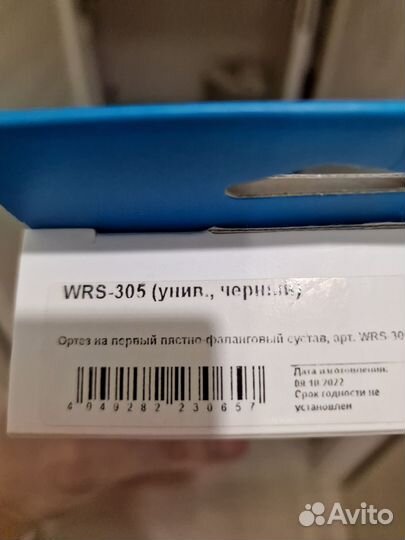 WRS-305 (унив., черный)
Ортез на первый пястно-фаланговый сустав, арт. WRS-30
Дата изготовления:
09.10.2022
Срок годности не
установлен
4 049282 230657
Avito